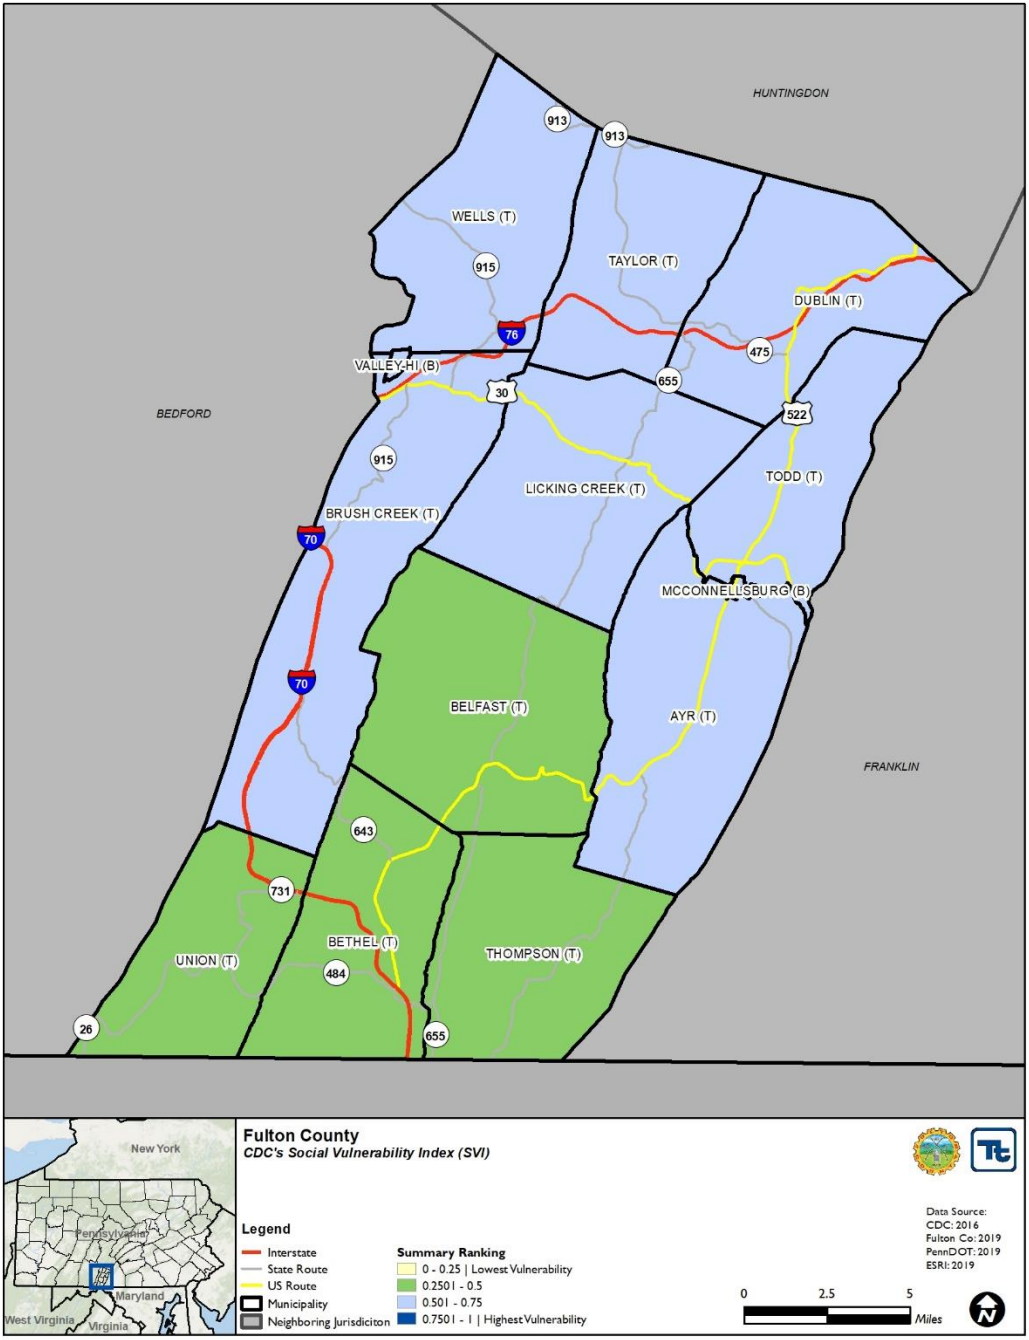 HUNTINGDON
913
913
WELLS (T)
TAYLOR (T)
915
DUBLIN (T)
76
475
VALLEY-HI (B)
655
30
BEDFORD
522
915
TODD (T)
LICKING CREEK (T)
BRUSH CREEK (T)
70
MCCONNELLSBURG (B)
70
BELFAST (T)
AYR (T)
FRANKLIN
643
731
BETHEL (T)
THOMPSON (T)
UNION (T)
484
26
655
New York
Pennsylvania
Maryland
West Virginia
Virginia
Fulton County
CDC's Social Vulnerability Index (SVI)
Legend
Interstate
State Route
US Route
Municipality
Neighboring Jurisdiciton
Summary Ranking
0 - 0.25 | Lowest Vulnerability
0.2501 - 0.5
0.501 - 0.75
0.7501 - 1 | Highest Vulnerability
Tt
Data Source:
CDC: 2016
Fulton Co: 2019
PennDOT: 2019
ESRI: 2019
0 2.5 5
Miles
N